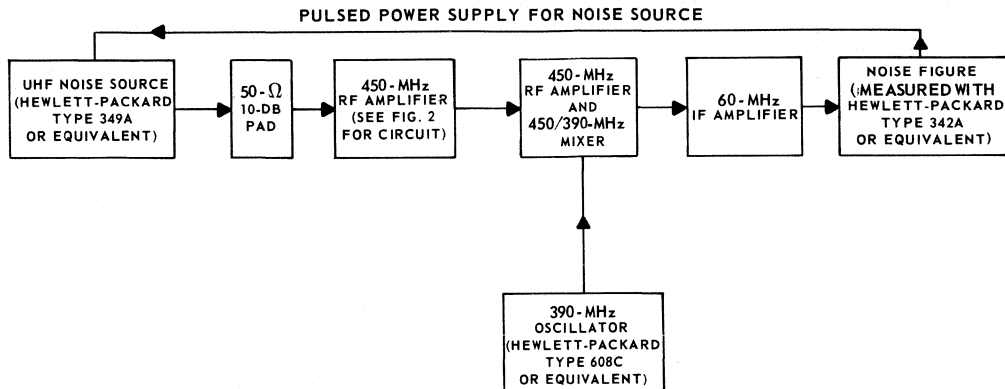 PULSED POWER SUPPLY FOR NOISE SOURCE
UHF NOISE SOURCE
(HEWLETT-PACKARD
TYPE 349A
OR EQUIVALENT)
50-Ω
10-DB
PAD
450-MHz
RF AMPLIFIER
(SEE FIG. 2
FOR CIRCUIT)
450-MHz
RF AMPLIFIER
AND
450/390-MHz
MIXER
60-MHz
IF AMPLIFIER
NOISE FIGURE
(MEASURED WITH
HEWLETT-PACKARD
TYPE 342A
OR EQUIVALENT)
390-MHz
OSCILLATOR
(HEWLETT-PACKARD
TYPE 608C
OR EQUIVALENT)